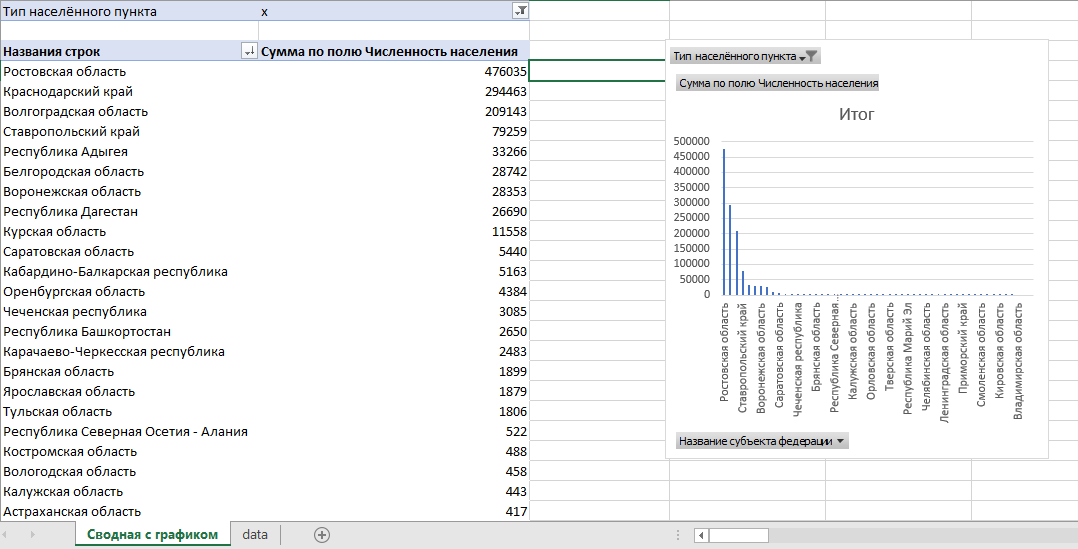 Тип населённого пункта х
Названия строк Сумма по полю Численность населения
Ростовская область 476035
Краснодарский край 294463
Волгоградская область 209143
Ставропольский край 79259
Республика Адыгея 33266
Белгородская область 28742
Воронежская область 28353
Республика Дагестан 26690
Курская область 11558
Саратовская область 5440
Кабардино-Балкарская республика 5163
Оренбургская область 4384
Чеченская республика 3085
Республика Башкортостан 2650
Карачаево-Черкесская республика 2483
Брянская область 1899
Ярославская область 1879
Тульская область 1806
Республика Северная Осетия - Алания 522
Костромская область 488
Вологодская область 458
Калужская область 443
Астраханская область 417
Тип населённого пункта
Сумма по полю Численность населения
Итог
500000
450000
400000
350000
300000
250000
200000
150000
100000
50000
0
Ростовская область
Ставропольский край
Воронежская область
Саратовская область
Чеченская республика
Брянская область
Республика Северная...
Калужская область
Орловская область
Тверская область
Республика Марий Эл
Челябинская область
Ленинградская область
Приморский край
Смоленская область
Кировская область
Владимирская область
Название субъекта федерации
Сводная с графиком data